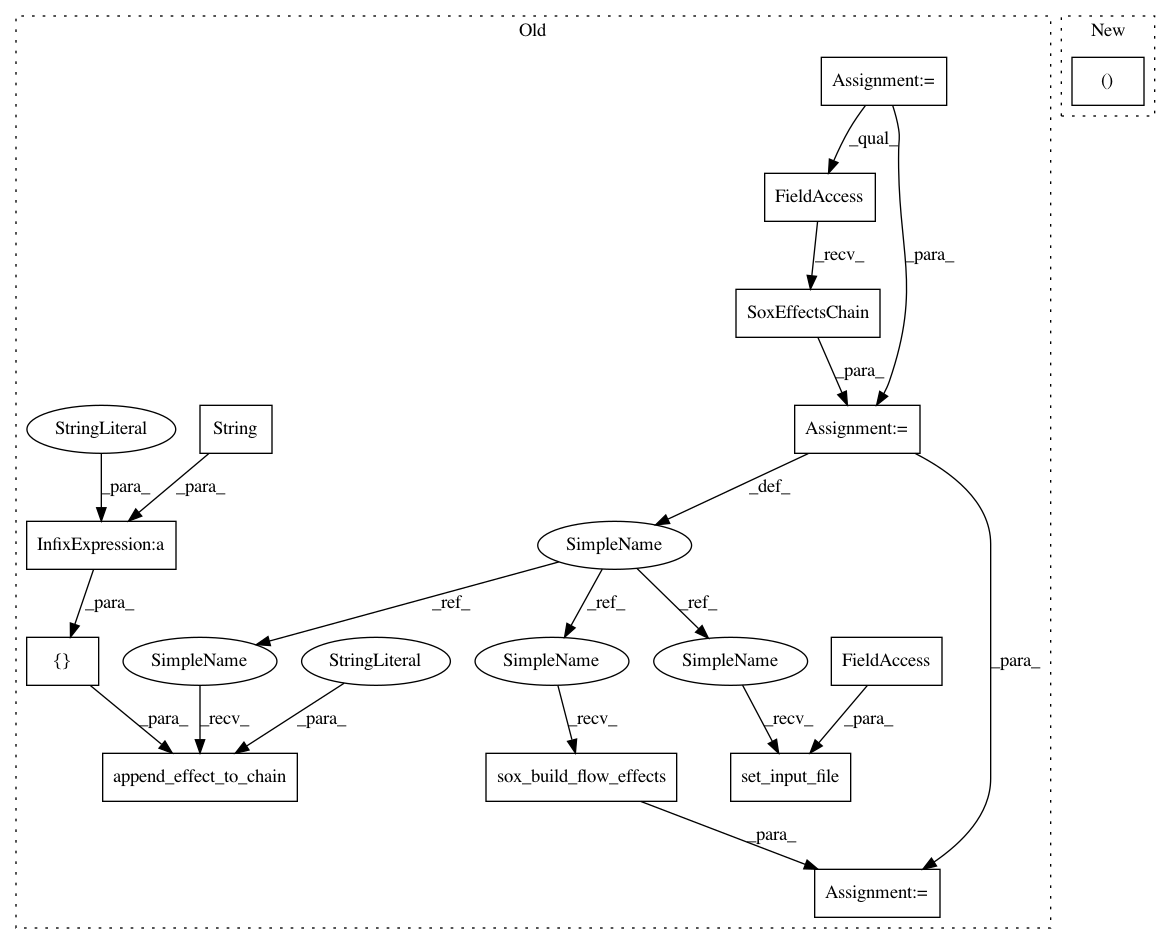 Old
New
Assignment:=
()
_qual_
FieldAccess
_recv_
_para_
SoxEffectsChain
_para_
StringLiteral
String
Assignment:=
_para_
_para_
_def_
InfixExpression:a
SimpleName
_para_
_ref_
_ref_
_ref_
{}
SimpleName
StringLiteral
SimpleName
SimpleName
FieldAccess
_para_
_para_
_recv_
_para_
_recv_
_recv_
_para_
append_effect_to_chain
sox_build_flow_effects
set_input_file
_para_
Assignment:=